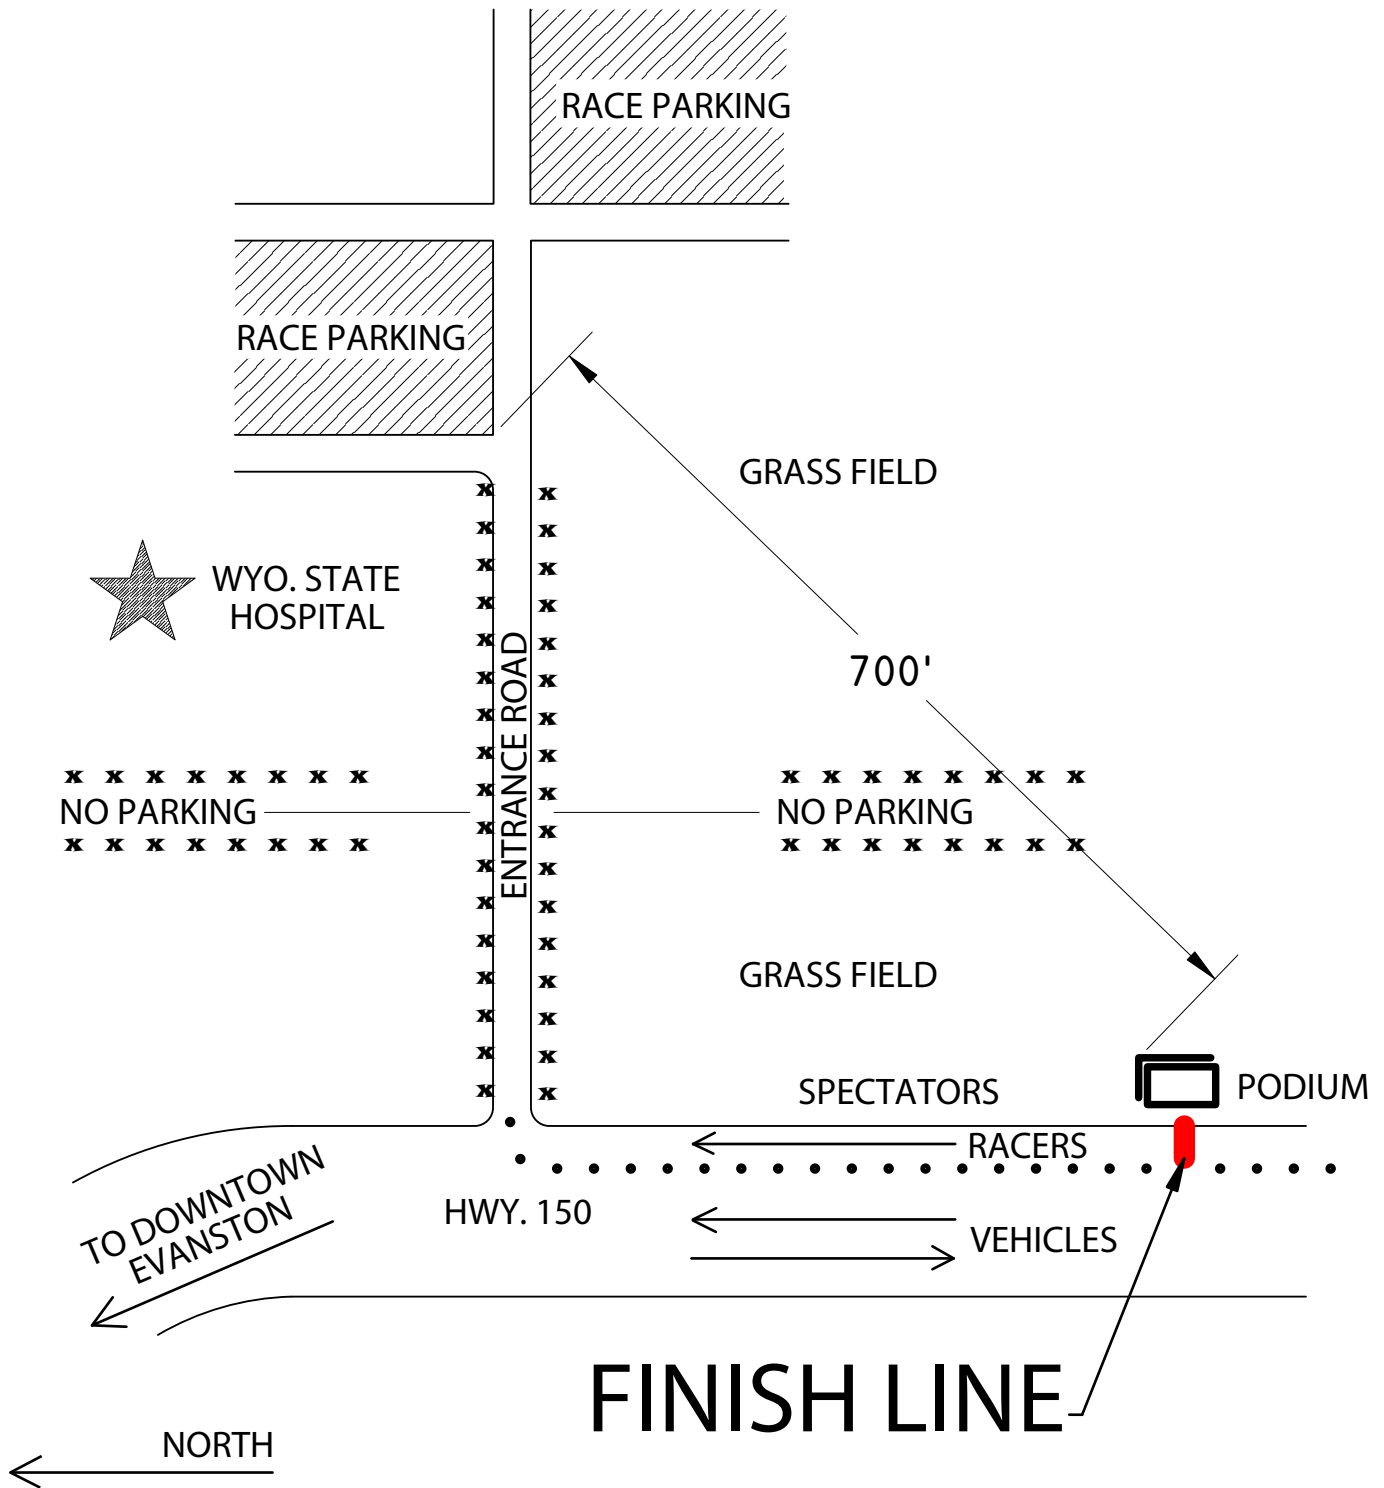 RACE PARKING
RACE PARKING
GRASS FIELD
WYO. STATE
HOSPITAL
ENTRANCE ROAD
700'
x x x x x x x x
x x x x x x x x
NO PARKING
NO PARKING
x x x x x x x x
x x x x x x x x
GRASS FIELD
SPECTATORS
PODIUM
RACERS
TO DOWNTOWN
EVANSTON
HWY. 150
VEHICLES
FINISH LINE
NORTH